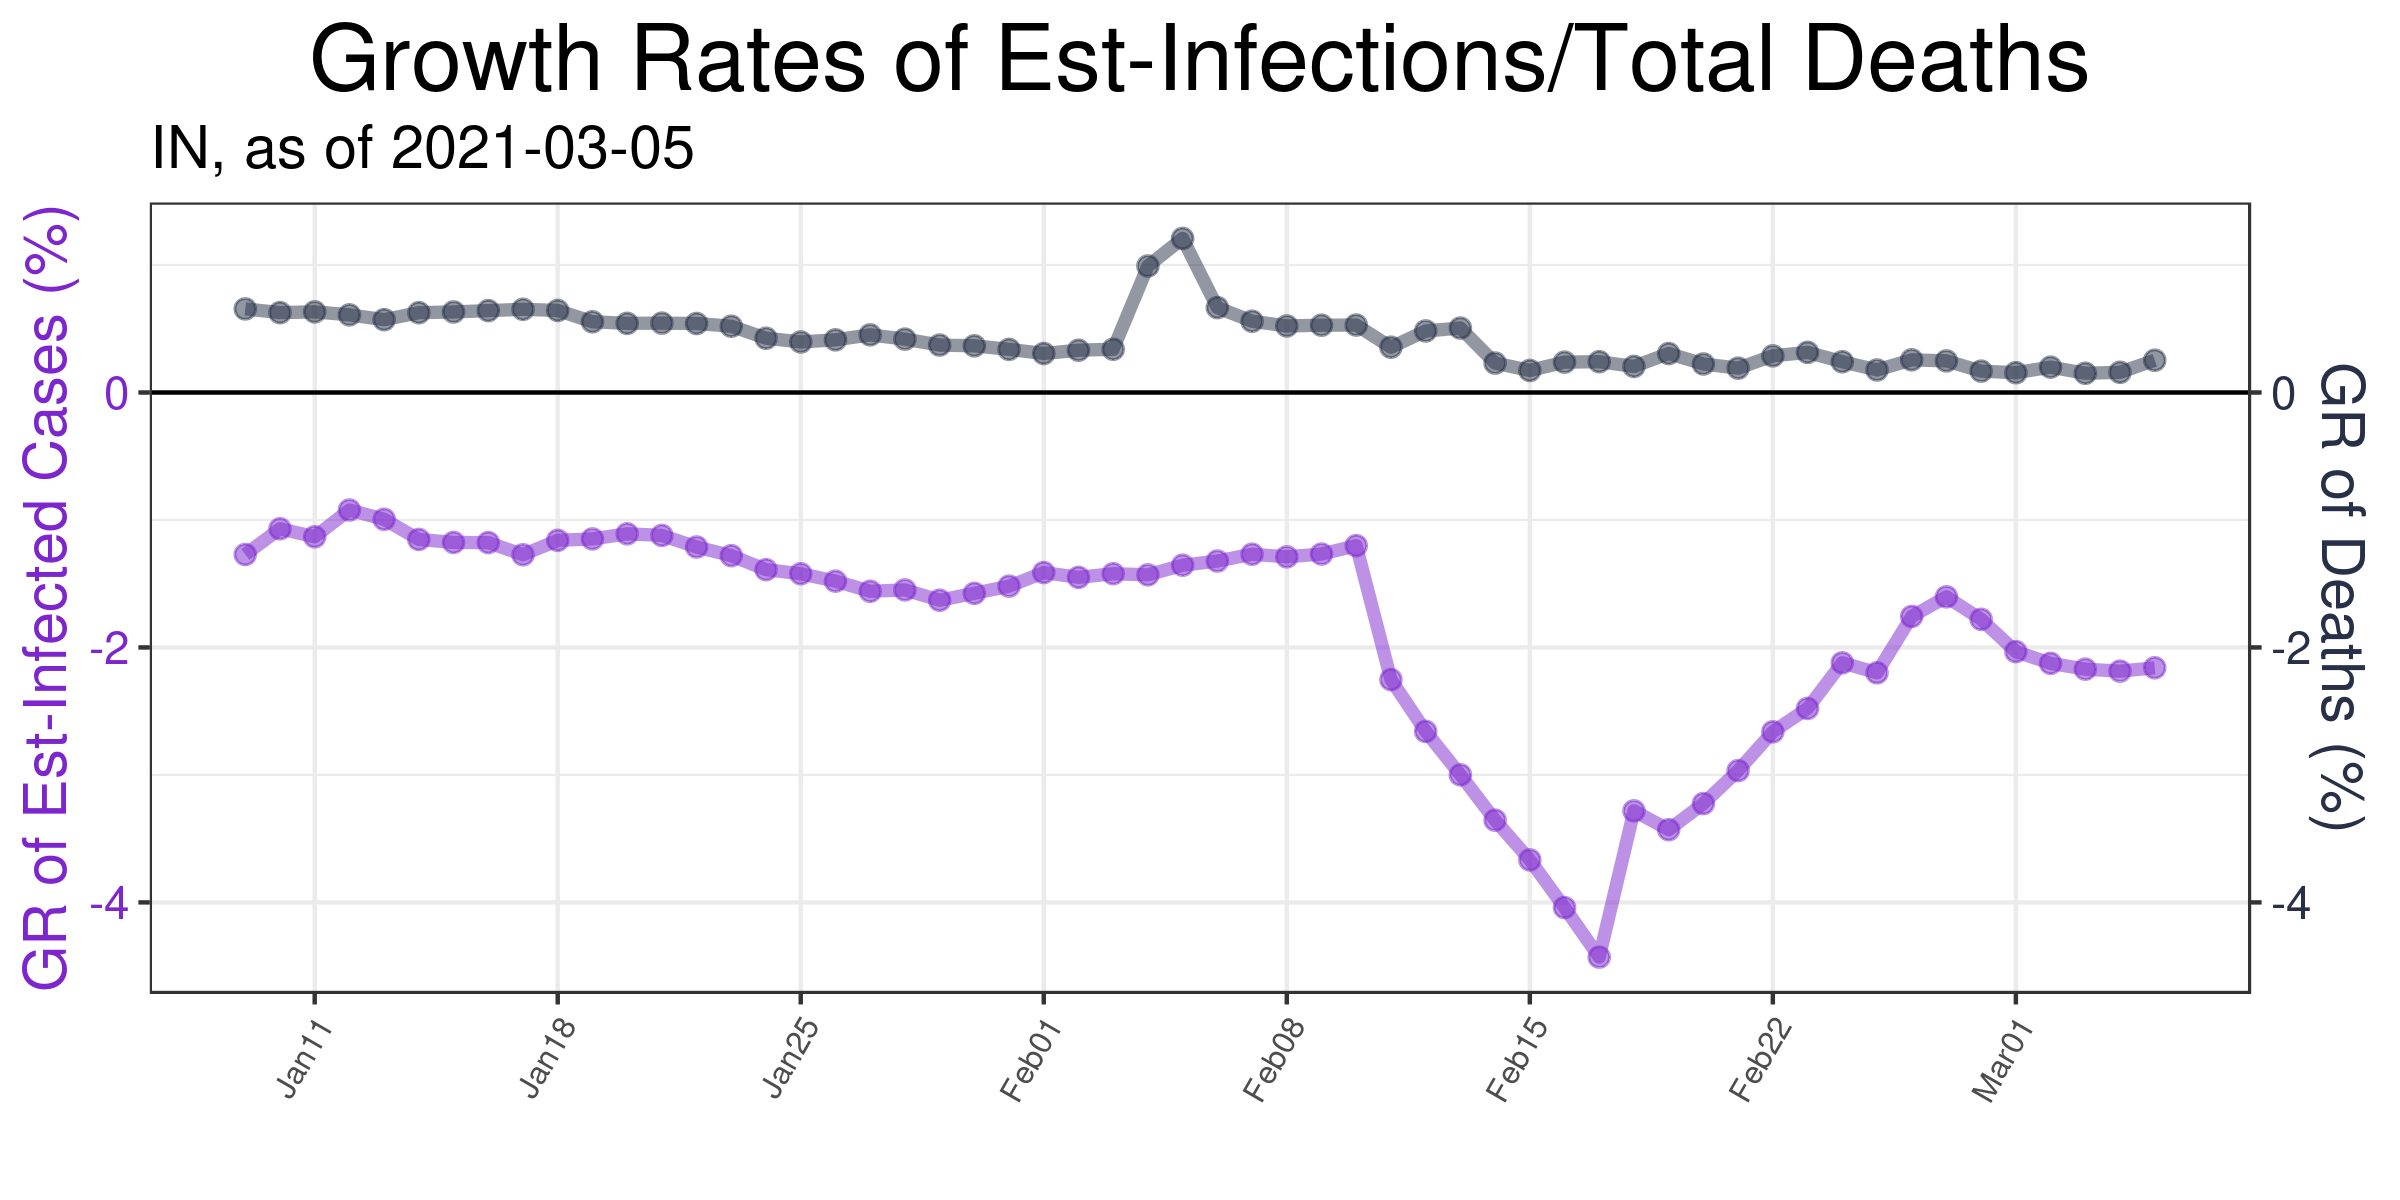 Growth Rates of Est-Infections/Total Deaths
IN, as of 2021-03-05
GR of Est-Infected Cases (%)
0
-2
-4
0
-2
-4
GR of Deaths (%)
Jan11
Jan18
Jan25
Feb01
Feb08
Feb15
Feb22
Mar01